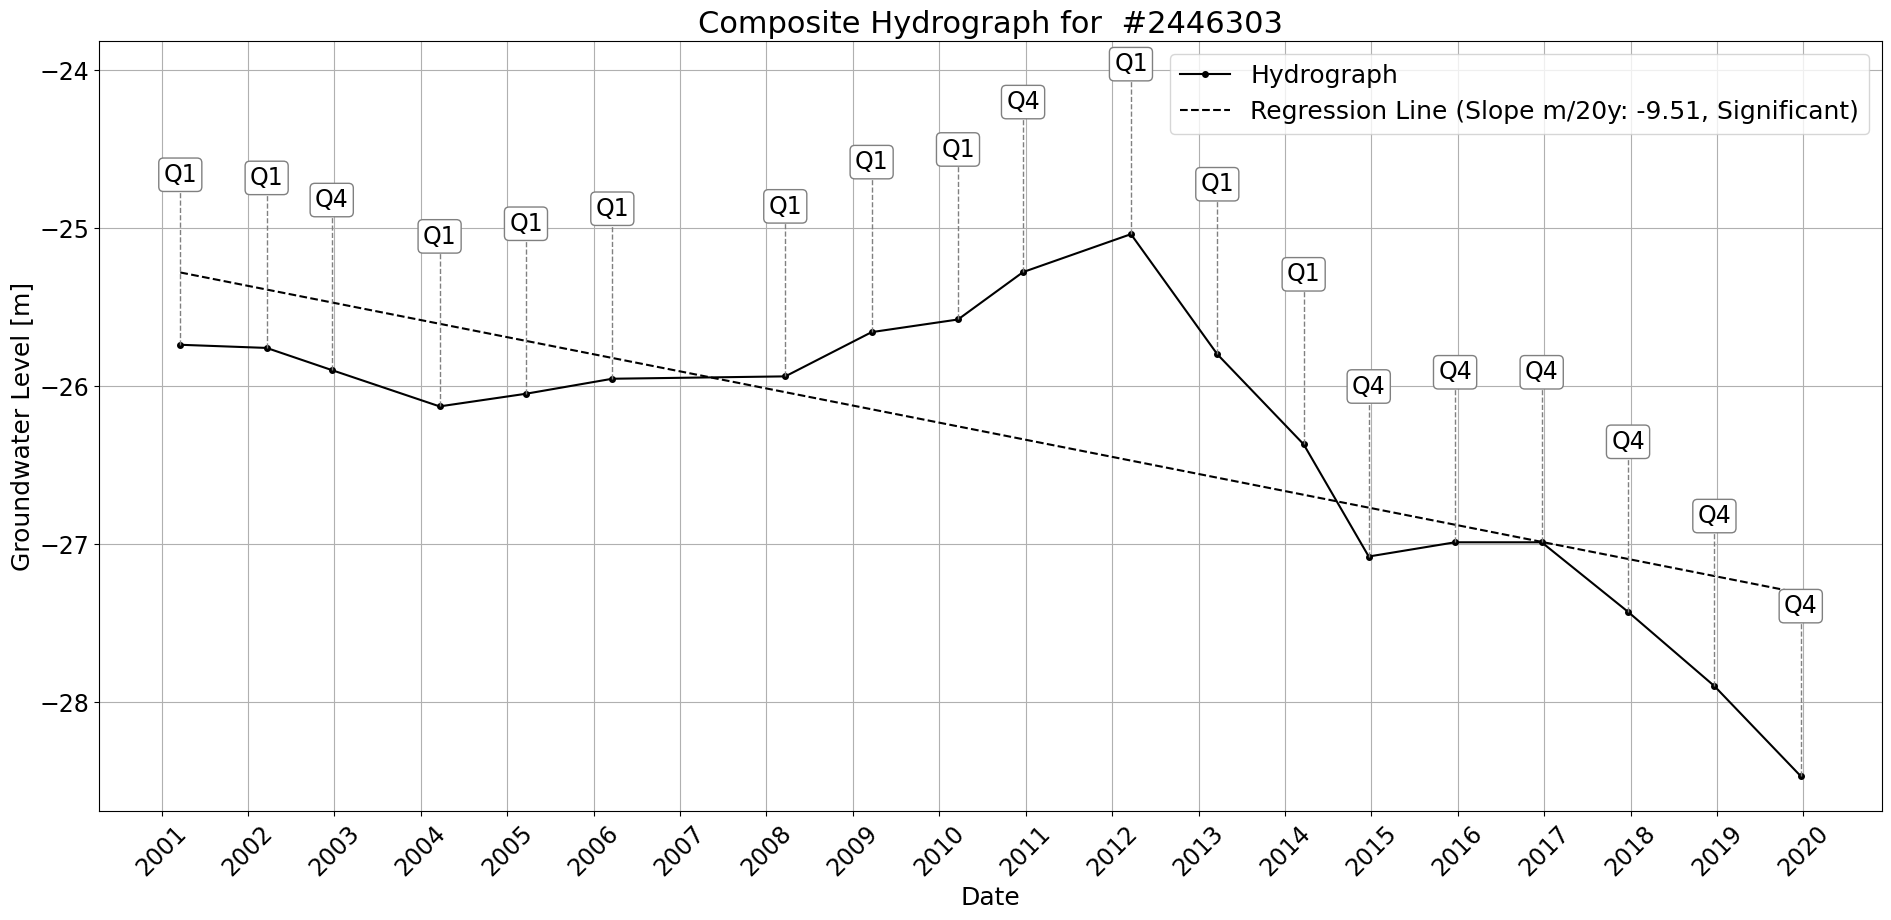 Composite Hydrograph for  #2446303
Hydrograph
Regression Line (Slope m/20y: -9.51, Significant)
Groundwater Level [m]
−24
−25
−26
−27
−28
Q1
Q1
Q4
Q1
Q1
Q1
Q1
Q1
Q1
Q4
Q1
Q1
Q1
Q4
Q4
Q4
Q4
Q4
Q4
2001
2002
2003
2004
2005
2006
2007
2008
2009
2010
2011
2012
2013
2014
2015
2016
2017
2018
2019
2020
Date